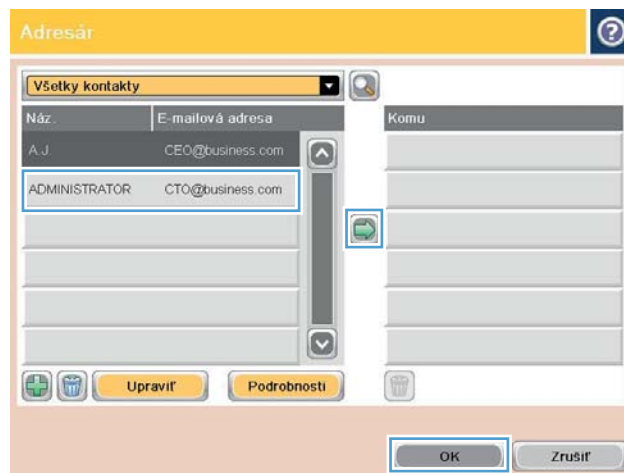 Adresár
?
Všetky kontakty
Náz. E-mailová adresa Komu
A.J. CEO@business.com
ADMINISTRATOR CTO@business.com
Upraviť Podrobnosti
OK Zrušiť